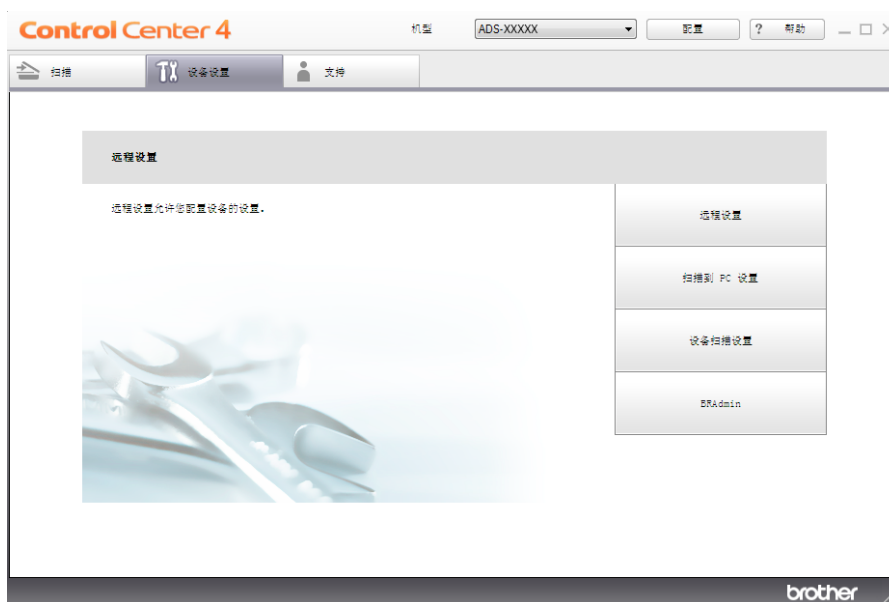 Control Center 4
机型 ADS-XXXXX 配置 ? 帮助
扫描 设备设置 支持
远程设置
远程设置允许您配置设备的设置。
远程设置
扫描到 PC 设置
设备扫描设置
BRAdmin
brother